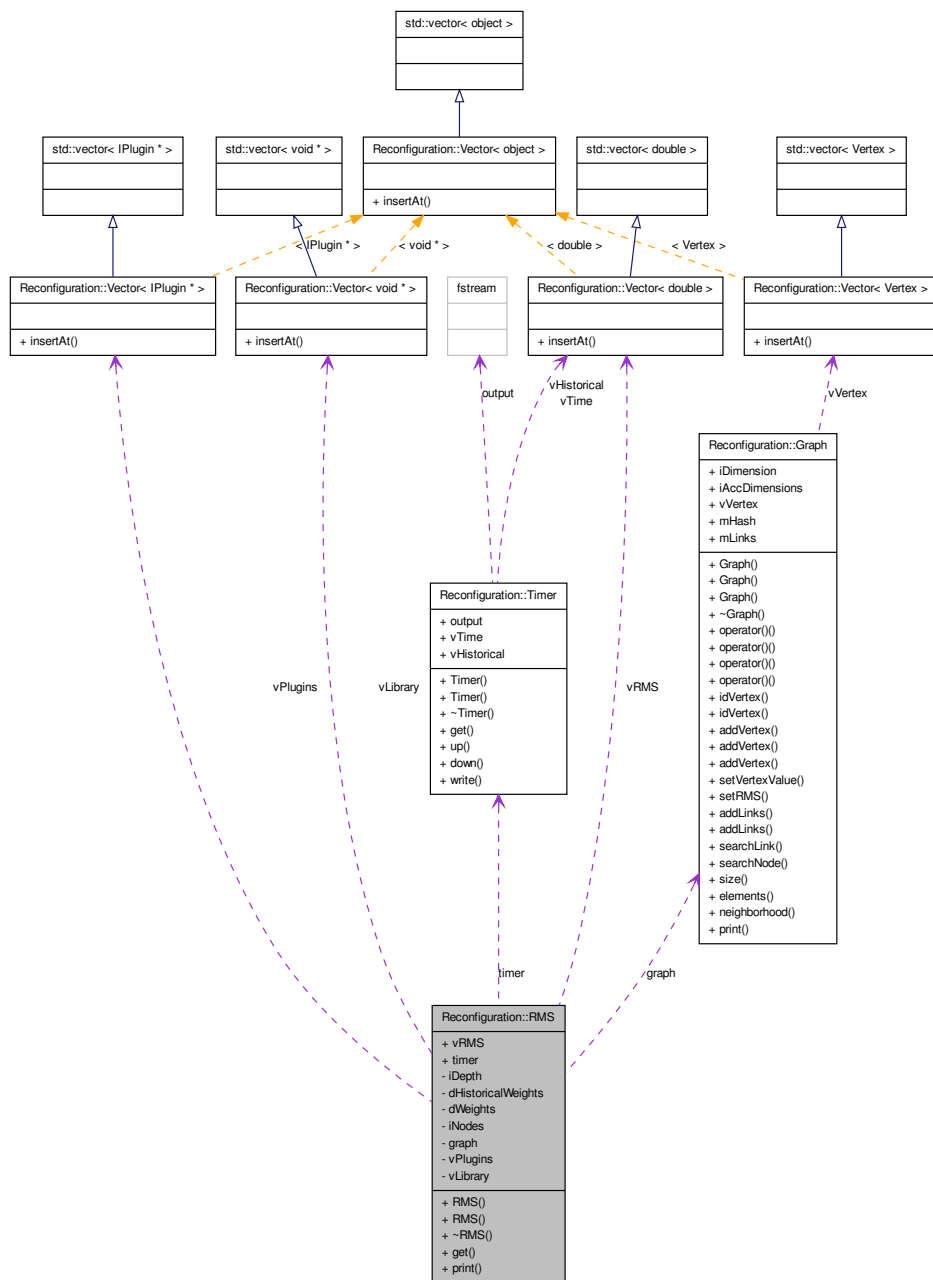 std::vector< object >
std::vector< IPlugin * >
std::vector< void * >
Reconfiguration::Vector< object >
+ insertAt()
std::vector< double >
std::vector< Vertex >
< IPlugin * >
< void * >
< double >
< Vertex >
Reconfiguration::Vector< IPlugin * >
+ insertAt()
Reconfiguration::Vector< void * >
+ insertAt()
fstream
Reconfiguration::Vector< double >
+ insertAt()
Reconfiguration::Vector< Vertex >
+ insertAt()
output
vHistorical
vTime
vVertex
Reconfiguration::Graph
+ iDimension
+ iAccDimensions
+ vVertex
+ mHash
+ mLinks
+ Graph()
+ Graph()
+ Graph()
+ ~Graph()
+ operator()()
+ operator()()
+ operator()()
+ operator()()
+ idVertex()
+ idVertex()
+ addVertex()
+ addVertex()
+ addVertex()
+ setVertexValue()
+ setRMS()
+ addLinks()
+ addLinks()
+ searchLink()
+ searchNode()
+ size()
+ elements()
+ neighborhood()
+ print()
Reconfiguration::Timer
+ output
+ vTime
+ vHistorical
+ Timer()
+ Timer()
+ ~Timer()
+ get()
+ up()
+ down()
+ write()
vPlugins
vLibrary
vRMS
timer
graph
Reconfiguration::RMS
+ vRMS
+ timer
- iDepth
- dHistoricalWeights
- dWeights
- iNodes
- graph
- vPlugins
- vLibrary
+ RMS()
+ RMS()
+ ~RMS()
+ get()
+ print()